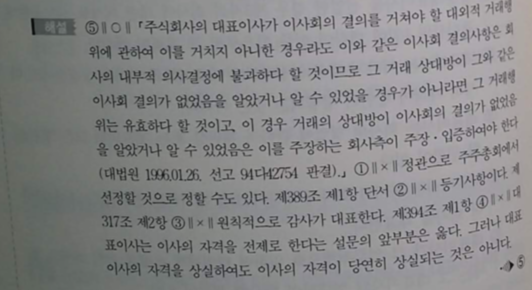 해설 ⑤∥○∥「주식회사의 대표이사가 이사회의 결의를 거쳐야 할 대외적 거래행
위에 관하여 이를 거치지 아니한 경우라도 이와 같은 이사회 결의사항은 회
사의 내부적 의사결정에 불과하다 할 것이므로 그 거래 상대방이 그와 같은
이사회 결의가 없었음을 알았거나 알 수 있었을 경우가 아니라면 그 거래행
위는 유효하다 할 것이고, 이 경우 거래의 상대방이 이사회의 결의가 없었음
을 알았거나 알 수 있었음은 이를 주장하는 회사측이 주장·입증하여야 한다
(대법원 1996.01.26. 선고 94다42754 판결).」 ①∥×∥정관으로 주주총회에서
선정할 것으로 정할 수도 있다. 제389조 제1항 단서 ②∥×∥등기사항이다. 제
317조 제2항 ③∥×∥원칙적으로 감사가 대표한다. 제394조 제1항 ④∥×∥대
표이사는 이사의 자격을 전제로 한다는 설문의 앞부분은 옳다. 그러나 대표
이사의 자격을 상실하여도 이사의 자격이 당연히 상실되는 것은 아니다.
⑤